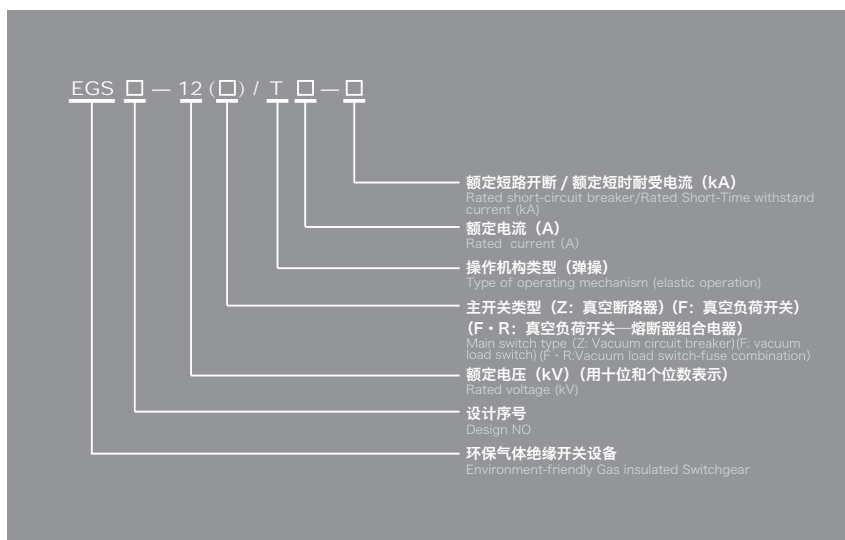 EGS □ — 12 (□) / T □ — □
额定短路开断 / 额定短时耐受电流（kA）
Rated short-circuit breaker/Rated Short-Time withstand
current (kA)
额定电流（A）
Rated current (A)
操作机构类型（弹操）
Type of operating mechanism (elastic operation)
主开关类型（Z：真空断路器）（F：真空负荷开关）
（F·R：真空负荷开关—熔断器组合电器）
Main switch type (Z: Vacuum circuit breaker)(F: vacuum
load switch)(F·R:Vacuum load switch-fuse combination)
额定电压（kV）（用十位和个位数表示）
Rated voltage (kV)
设计序号
Design NO
环保气体绝缘开关设备
Environment-friendly Gas insulated Switchgear